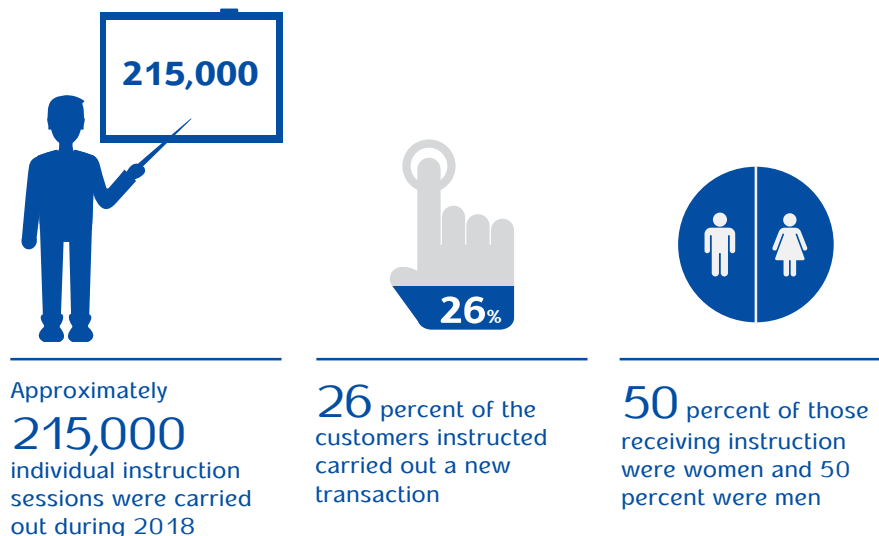 215,000
26%
Approximately
215,000
individual instruction
sessions were carried
out during 2018
26 percent of the
customers instructed
carried out a new
transaction
50 percent of those
receiving instruction
were women and 50
percent were men